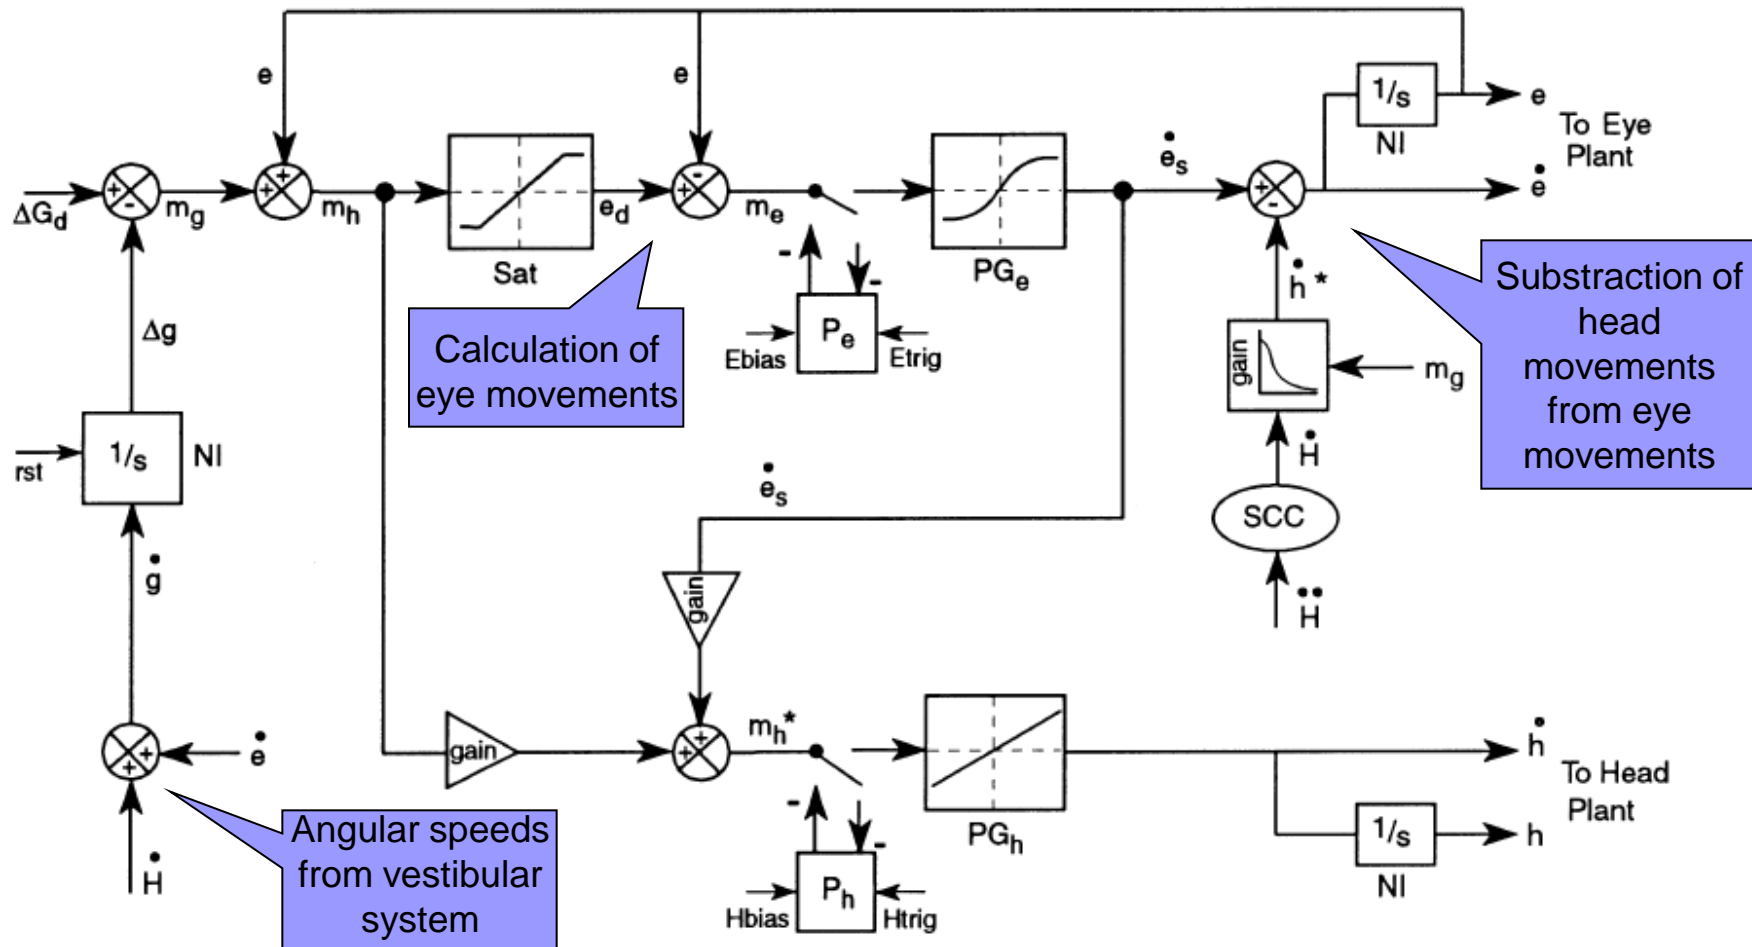 e
e
1/s
NI
e
To Eye
Plant
ė
ΔG_d
+
-
m_g
+
+
m_h
Sat
e_d
-
+
m_e
-
-
P_e
Ebias
Etrig
PG_e
ė_s
+
-
ḣ*
gain
m_g
Ḣ
SCC
Ḧ
Calculation of
eye movements
Substraction of
head
movements
from eye
movements
Δg
rst
1/s
NI
ġ
+
+
ė
Ḣ
Angular speeds
from vestibular
system
ė_s
gain
gain
+
+
m_h*
-
-
P_h
Hbias
Htrig
PG_h
ḣ
To Head
Plant
1/s
NI
h